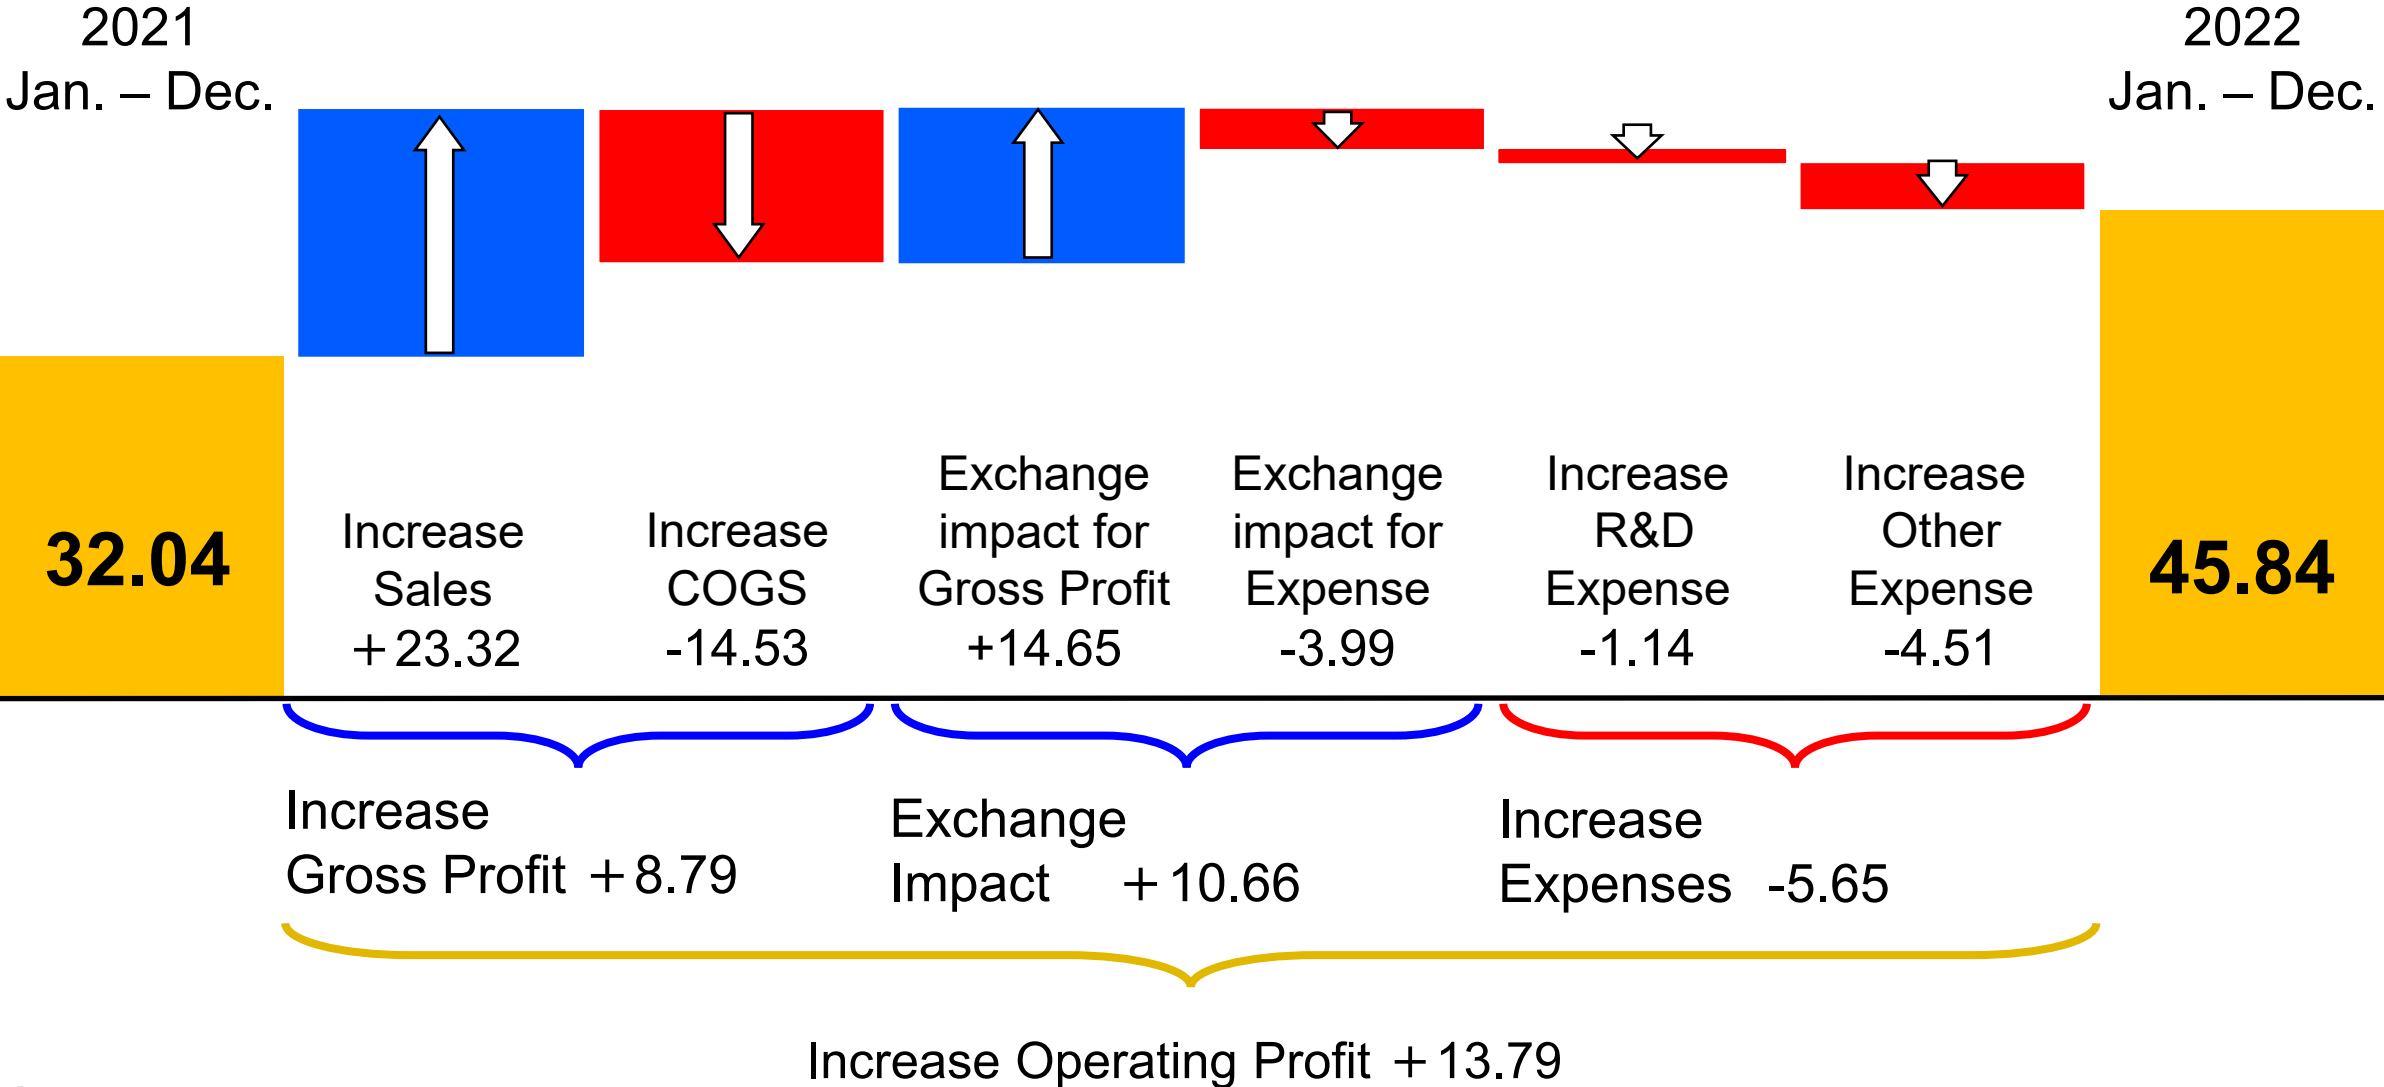 2021
Jan. – Dec.
2022
Jan. – Dec.
32.04
Increase
Sales
＋23.32
Increase
COGS
-14.53
Exchange
impact for
Gross Profit
+14.65
Exchange
impact for
Expense
-3.99
Increase
R&D
Expense
-1.14
Increase
Other
Expense
-4.51
45.84
Increase
Gross Profit ＋8.79
Exchange
Impact ＋10.66
Increase
Expenses -5.65
Increase Operating Profit ＋13.79